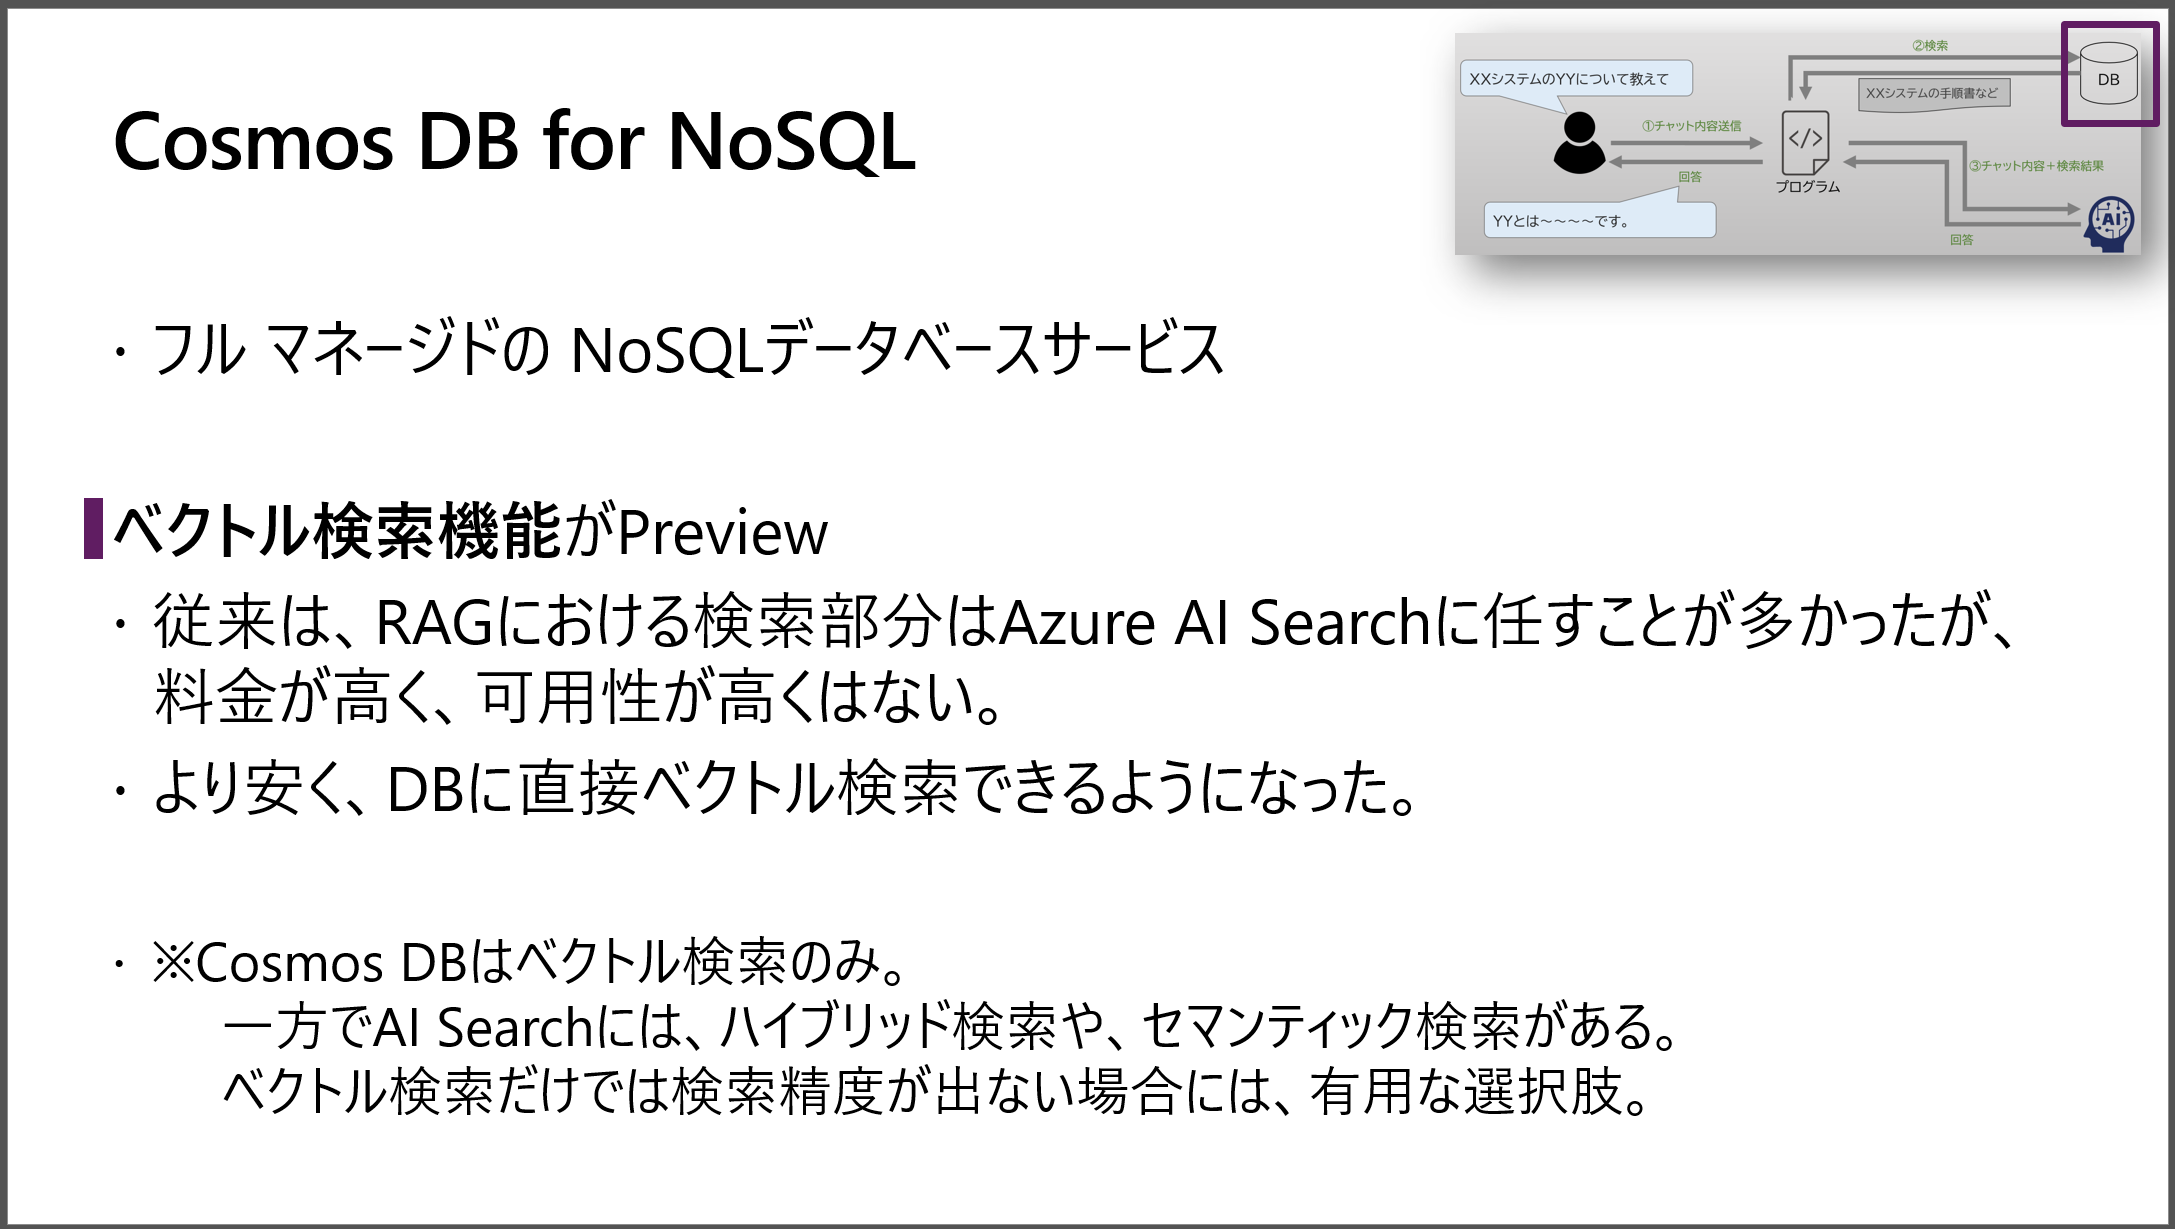 Cosmos DB for NoSQL
②検索
DB
XXシステムのYYについて教えて
XXシステムの手順書など
①チャット内容送信
回答
プログラム
③チャット内容+検索結果
YYとは～～～～です。
AI
回答
・フル マネージドの NoSQLデータベースサービス
ベクトル検索機能がPreview
・従来は、RAGにおける検索部分はAzure AI Searchに任すことが多かったが、
料金が高く、可用性が高くはない。
・より安く、DBに直接ベクトル検索できるようになった。
・※Cosmos DBはベクトル検索のみ。
一方でAI Searchには、ハイブリッド検索や、セマンティック検索がある。
ベクトル検索だけでは検索精度が出ない場合には、有用な選択肢。